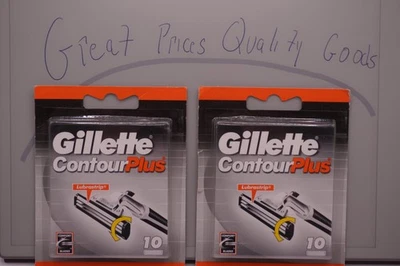 Great Prices Quality Goods
Gillette
ContourPlus
Lubrastrip
10
Gillette
ContourPlus
Lubrastrip
10